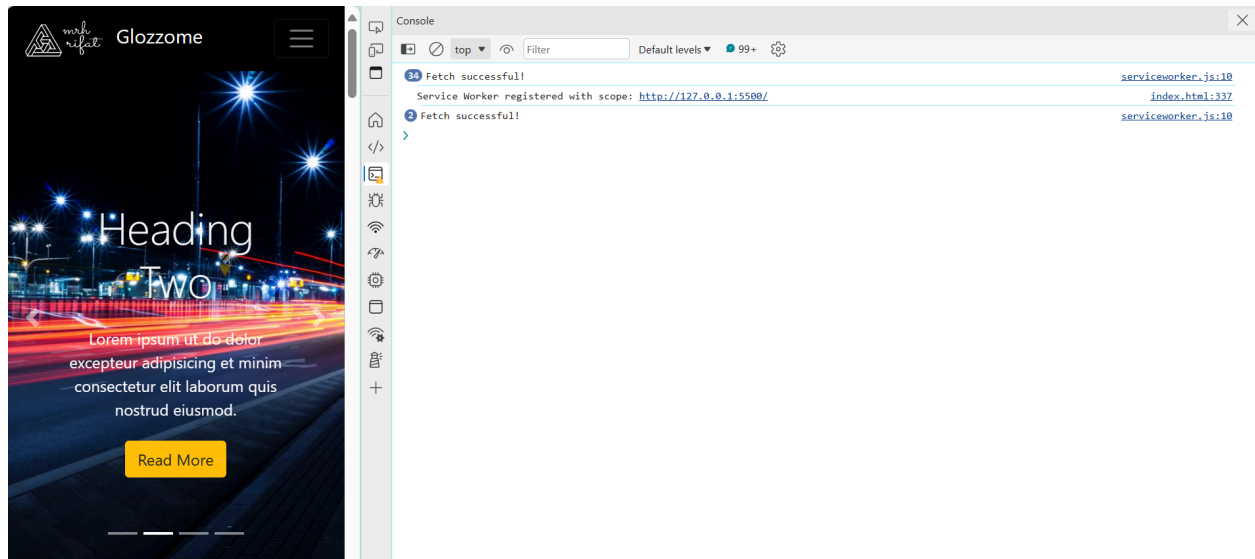 mrh
rifat
Glozzome
Heading
Two
Lorem ipsum ut do dolor
excepteur adipisicing et minim
consectetur elit laborum quis
nostrud eiusmod.
Read More
Console
top
Filter
Default levels
99+
34 Fetch successful! serviceworker.js:10
Service Worker registered with scope: http://127.0.0.1:5500/ index.html:337
2 Fetch successful! serviceworker.js:10